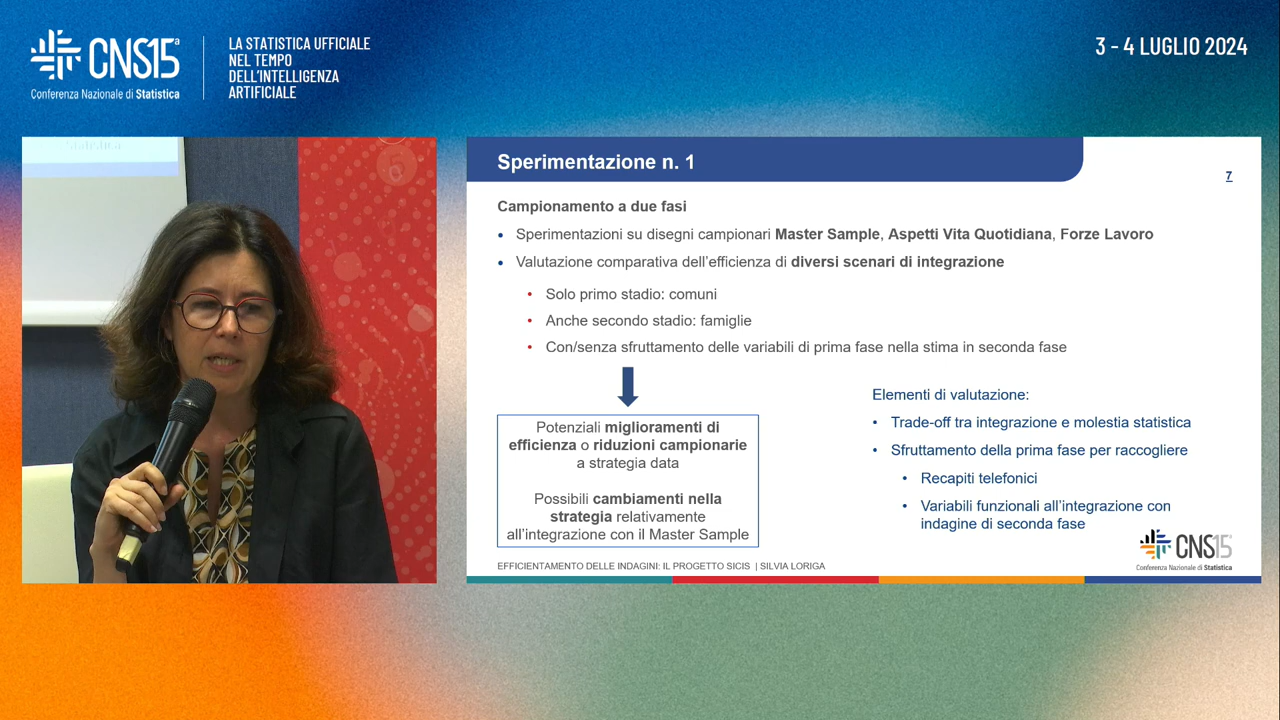 CNS15ª
Conferenza Nazionale di Statistica
LA STATISTICA UFFICIALE
NEL TEMPO
DELL'INTELLIGENZA
ARTIFICIALE
3 - 4 LUGLIO 2024
Sperimentazione n. 1
7
Campionamento a due fasi
• Sperimentazioni su disegni campionari Master Sample, Aspetti Vita Quotidiana, Forze Lavoro
• Valutazione comparativa dell'efficienza di diversi scenari di integrazione
• Solo primo stadio: comuni
• Anche secondo stadio: famiglie
• Con/senza sfruttamento delle variabili di prima fase nella stima in seconda fase
Potenziali miglioramenti di
efficienza o riduzioni campionarie
a strategia data
Possibili cambiamenti nella
strategia relativamente
all'integrazione con il Master Sample
Elementi di valutazione:
• Trade-off tra integrazione e molestia statistica
• Sfruttamento della prima fase per raccogliere
• Recapiti telefonici
• Variabili funzionali all'integrazione con
indagine di seconda fase
EFFICIENTAMENTO DELLE INDAGINI: IL PROGETTO SICIS | SILVIA LORIGA
CNS15ª
Conferenza Nazionale di Statistica